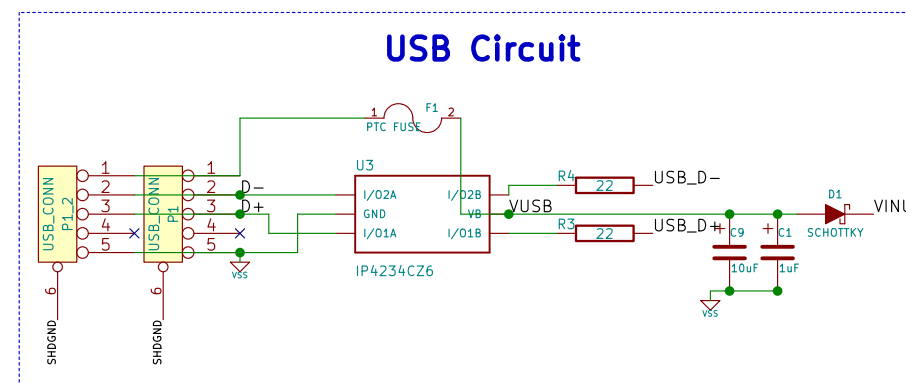 USB Circuit
1 F1 2
PTC FUSE
U3
USB_CONN
P1_2
1
2
3
4
5
6
SHDGND
USB_CONN
P1
1
2
3
4
5
6
SHDGND
D-
D+
VSS
I/O2A
GND
I/O1A
I/O2B
VB
I/O1B
IP4234CZ6
R4
22
USB_D-
VUSB
R3
22
USB_D+
C9
10uF
C1
1uF
VSS
D1
SCHOTTKY
VINU